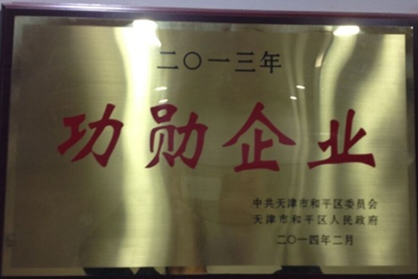 二〇一三年
功勋企业
中共天津市和平区委员会
天津市和平区人民政府
二〇一四年二月